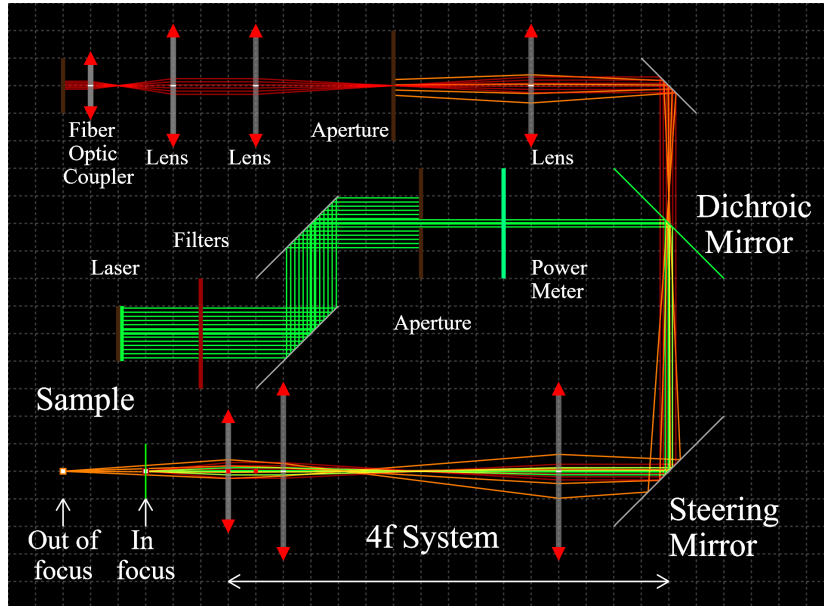 Fiber
Optic
Coupler
Lens
Lens
Aperture
Lens
Dichroic
Mirror
Filters
Laser
Power
Meter
Aperture
Sample
Out of
focus
In
focus
4f System
Steering
Mirror